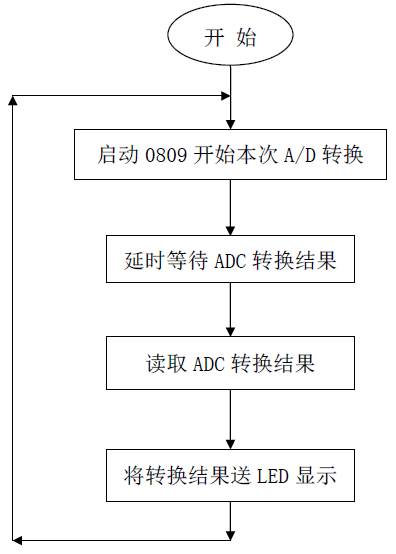 开 始
启动 0809 开始本次 A/D 转换
延时等待 ADC 转换结果
读取 ADC 转换结果
将转换结果送 LED 显示